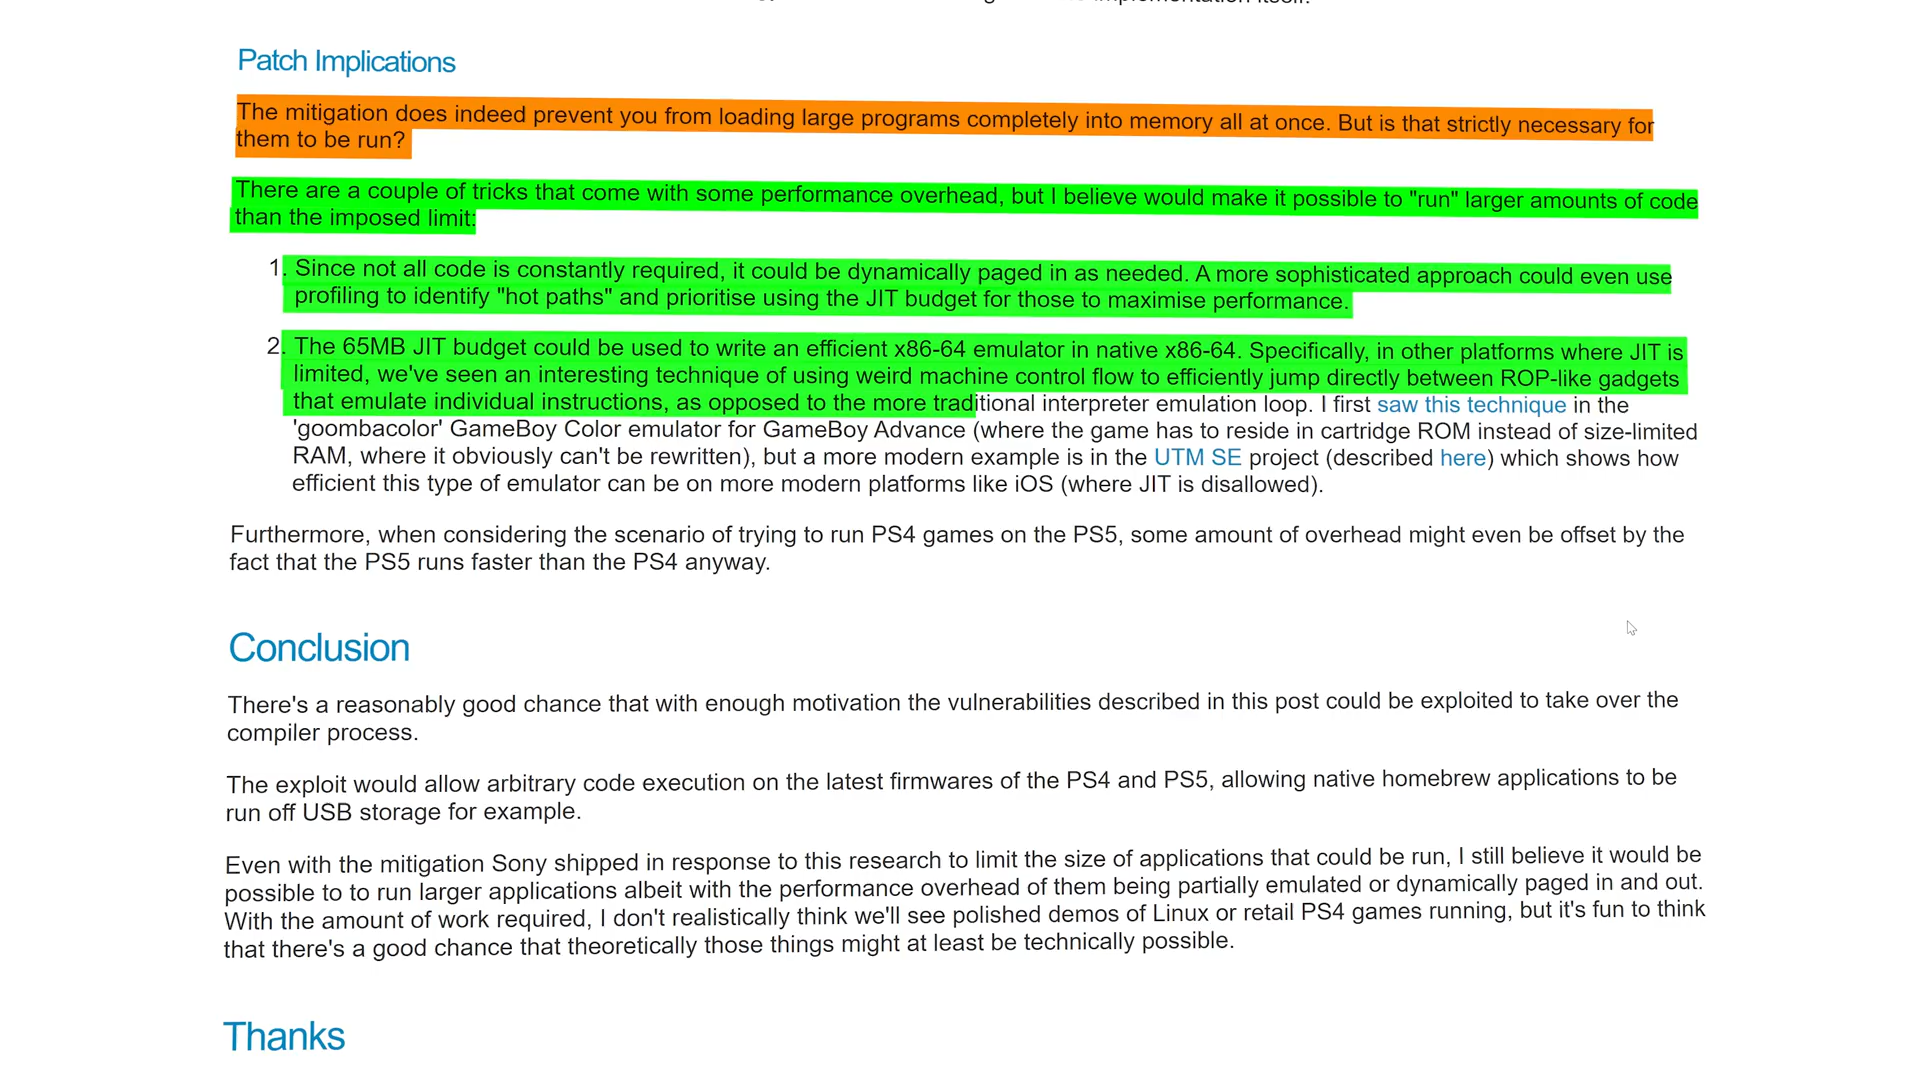 Patch Implications
The mitigation does indeed prevent you from loading large programs completely into memory all at once. But is that strictly necessary for
them to be run?
There are a couple of tricks that come with some performance overhead, but I believe would make it possible to "run" larger amounts of code
than the imposed limit:
1. Since not all code is constantly required, it could be dynamically paged in as needed. A more sophisticated approach could even use
profiling to identify "hot paths" and prioritise using the JIT budget for those to maximise performance.
2. The 65MB JIT budget could be used to write an efficient x86-64 emulator in native x86-64. Specifically, in other platforms where JIT is
limited, we've seen an interesting technique of using weird machine control flow to efficiently jump directly between ROP-like gadgets
that emulate individual instructions, as opposed to the more traditional interpreter emulation loop. I first saw this technique in the
'goombacolor' GameBoy Color emulator for GameBoy Advance (where the game has to reside in cartridge ROM instead of size-limited
RAM, where it obviously can't be rewritten), but a more modern example is in the UTM SE project (described here) which shows how
efficient this type of emulator can be on more modern platforms like iOS (where JIT is disallowed).
Furthermore, when considering the scenario of trying to run PS4 games on the PS5, some amount of overhead might even be offset by the
fact that the PS5 runs faster than the PS4 anyway.
Conclusion
There's a reasonably good chance that with enough motivation the vulnerabilities described in this post could be exploited to take over the
compiler process.
The exploit would allow arbitrary code execution on the latest firmwares of the PS4 and PS5, allowing native homebrew applications to be
run off USB storage for example.
Even with the mitigation Sony shipped in response to this research to limit the size of applications that could be run, I still believe it would be
possible to to run larger applications albeit with the performance overhead of them being partially emulated or dynamically paged in and out.
With the amount of work required, I don't realistically think we'll see polished demos of Linux or retail PS4 games running, but it's fun to think
that there's a good chance that theoretically those things might at least be technically possible.
Thanks